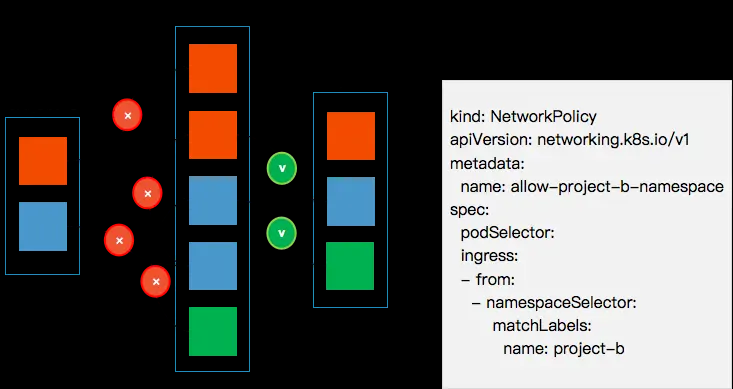 ×
×
×
×
v
v
kind: NetworkPolicy
apiVersion: networking.k8s.io/v1
metadata:
name: allow-project-b-namespace
spec:
podSelector:
ingress:
- from:
- namespaceSelector:
matchLabels:
name: project-b